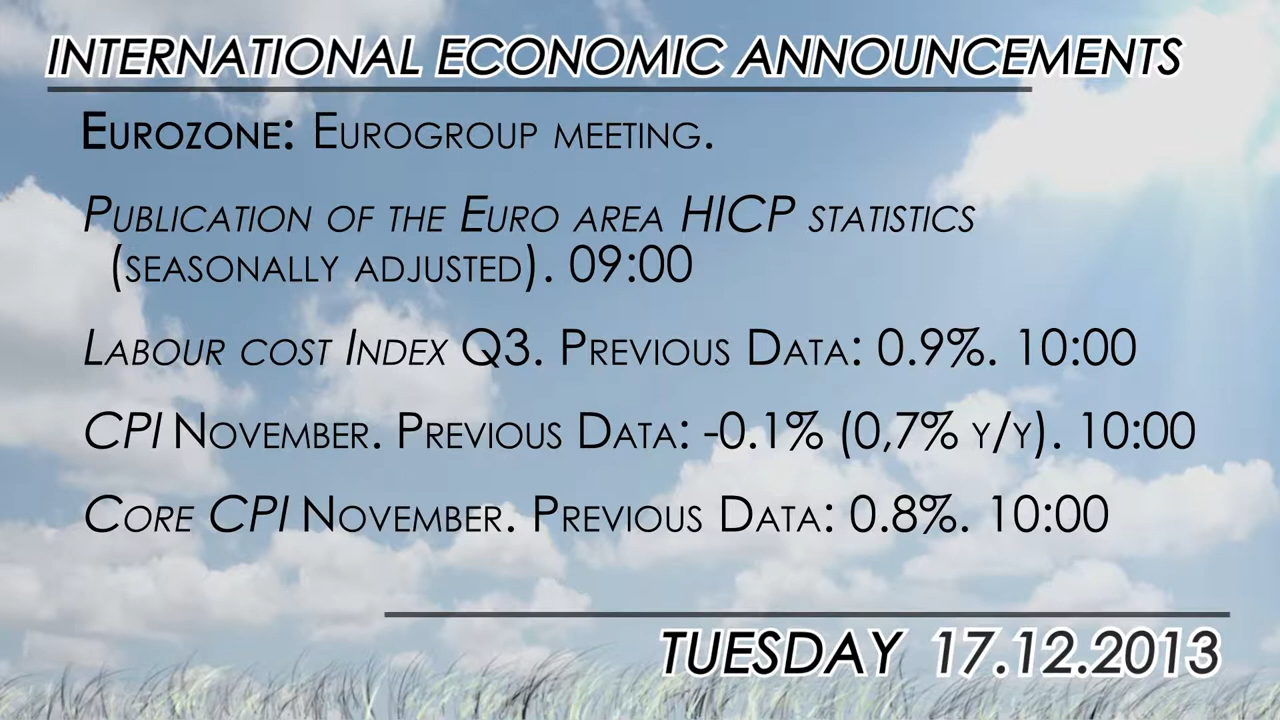 INTERNATIONAL ECONOMIC ANNOUNCEMENTS
EUROZONE: EUROGROUP MEETING.
PUBLICATION OF THE EURO AREA HICP STATISTICS
(SEASONALLY ADJUSTED). 09:00
LABOUR COST INDEX Q3. PREVIOUS DATA: 0.9%. 10:00
CPI NOVEMBER. PREVIOUS DATA: -0.1% (0,7% Y/Y). 10:00
CORE CPI NOVEMBER. PREVIOUS DATA: 0.8%. 10:00
TUESDAY 17.12.2013